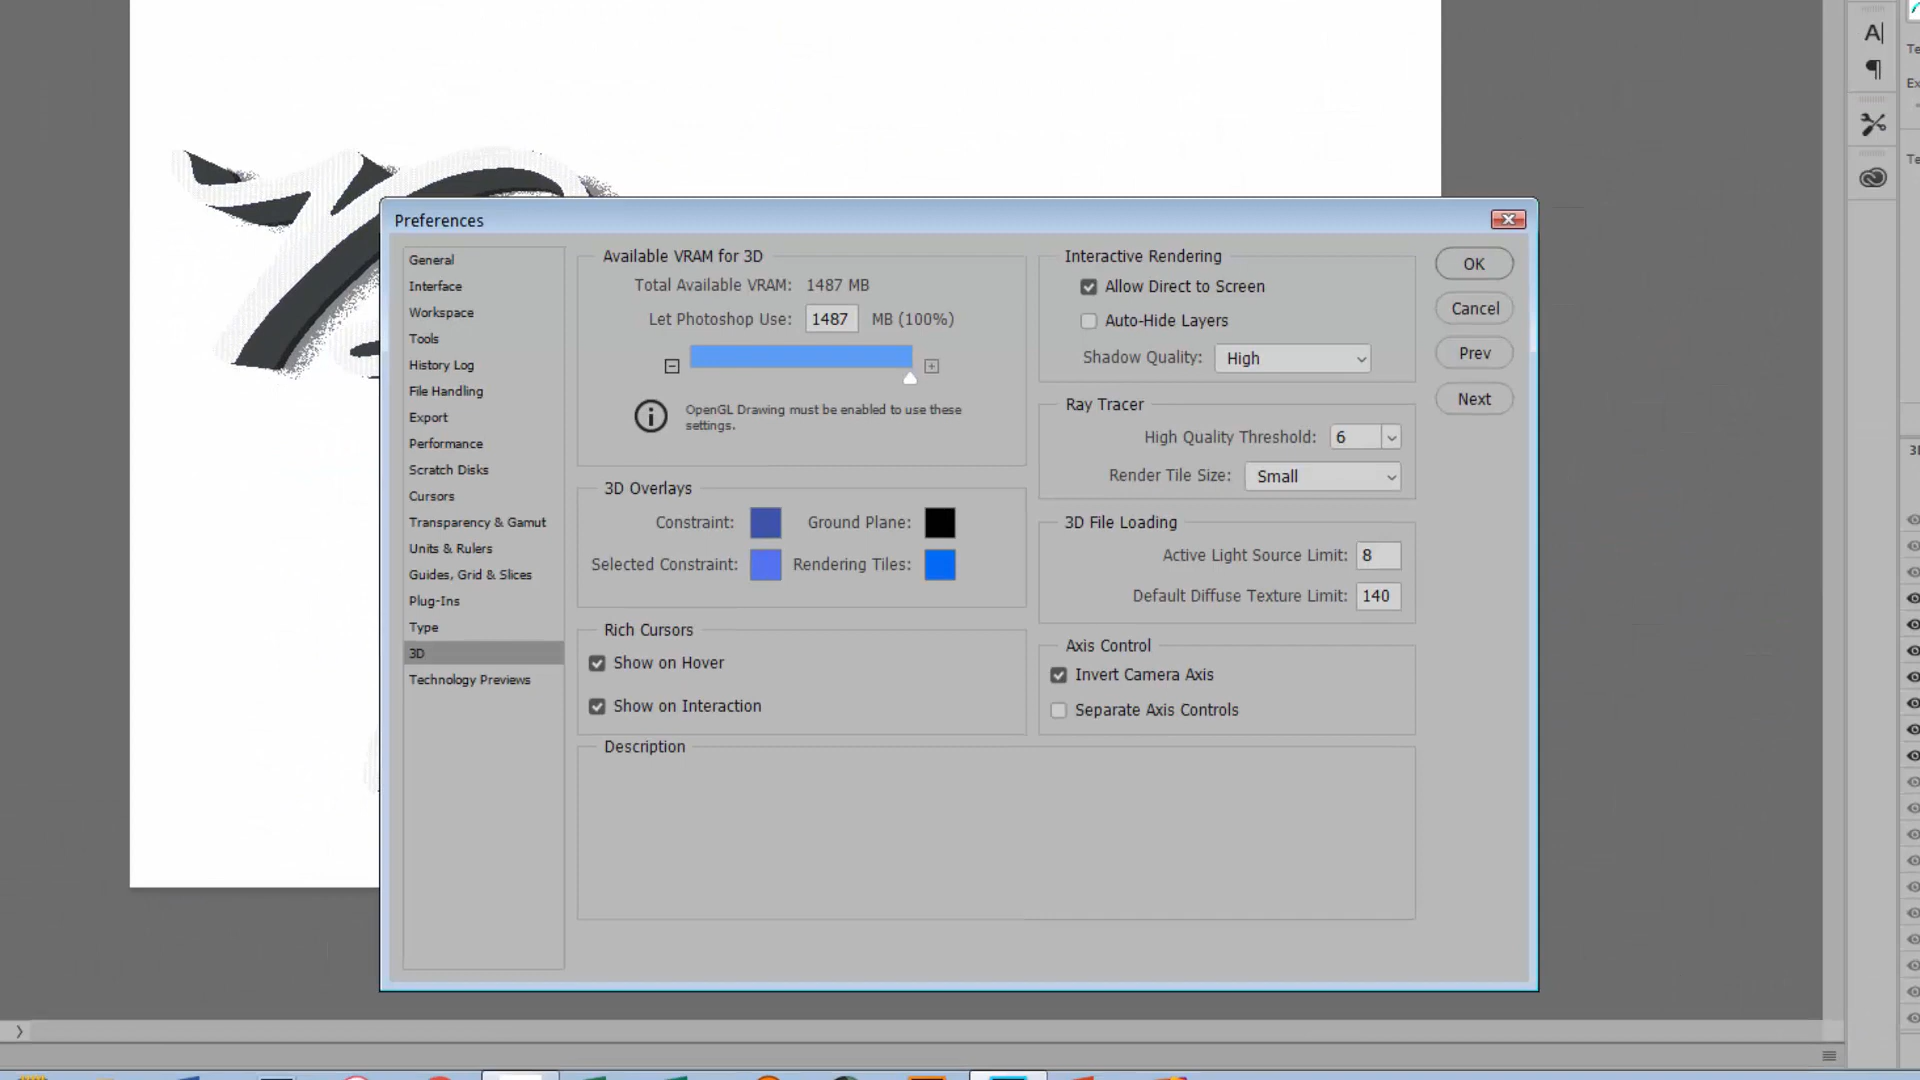 Preferences
General
Interface
Workspace
Tools
History Log
File Handling
Export
Performance
Scratch Disks
Cursors
Transparency & Gamut
Units & Rulers
Guides, Grid & Slices
Plug-Ins
Type
3D
Technology Previews
Available VRAM for 3D
Total Available VRAM: 1487 MB
Let Photoshop Use: 1487 MB (100%)
OpenGL Drawing must be enabled to use these
settings.
3D Overlays
Constraint: Ground Plane:
Selected Constraint: Rendering Tiles:
Rich Cursors
Show on Hover
Show on Interaction
Interactive Rendering
Allow Direct to Screen
Auto-Hide Layers
Shadow Quality: High
Ray Tracer
High Quality Threshold: 6
Render Tile Size: Small
3D File Loading
Active Light Source Limit: 8
Default Diffuse Texture Limit: 140
Axis Control
Invert Camera Axis
Separate Axis Controls
Description
OK
Cancel
Prev
Next